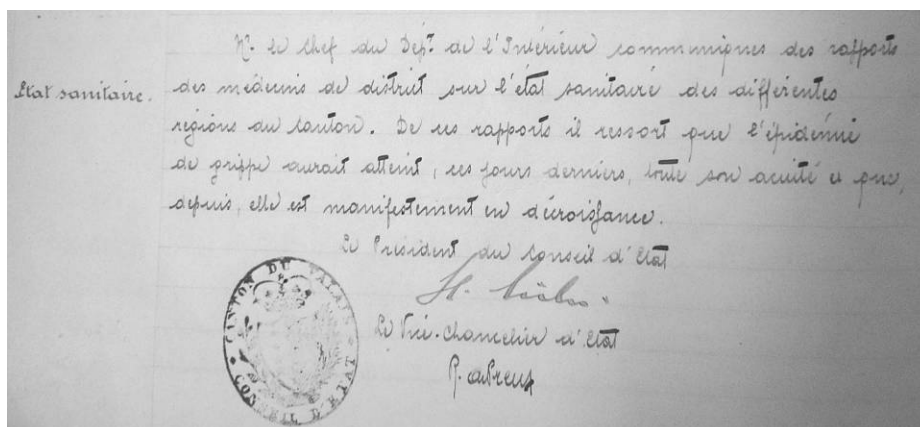 Mr le Chef du Dépt de l'Intérieur communique des rapports
Etat sanitaire.
des médecins de district sur l'état sanitaire des différentes
régions du canton. De ces rapports il ressort que l'épidémie
de grippe aurait atteint, ces jours derniers, toute son acuité et que,
depuis, elle est manifestement en décroissance.
Le Président du Conseil d'Etat
Le Vice-Chancelier d'Etat
R. de Preux
CANTON DU VALAIS
CONSEIL D'ETAT